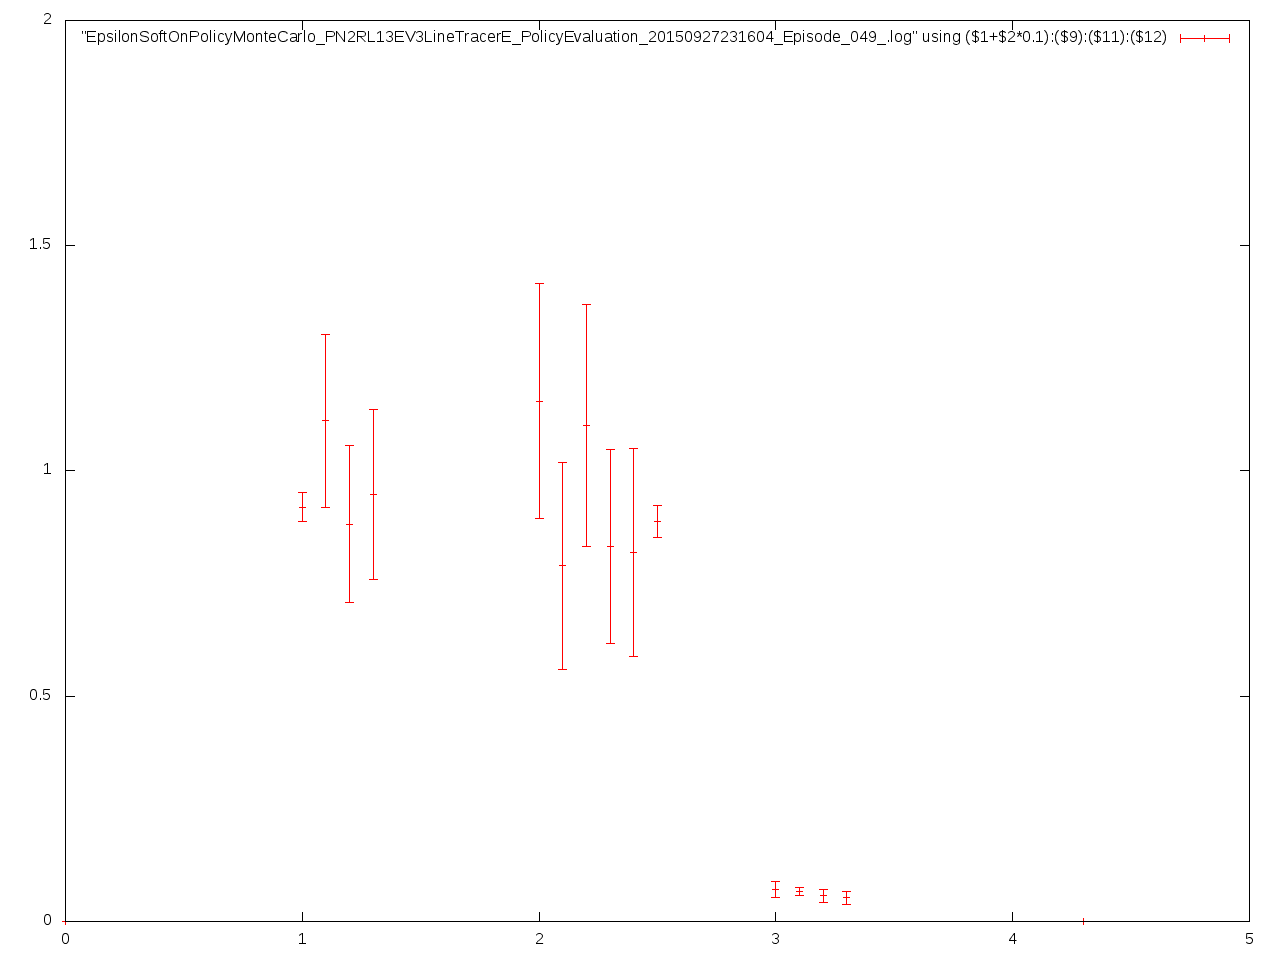 2
"EpsilonSoftOnPolicyMonteCarlo_PN2RL13EV3LineTracerE_PolicyEvaluation_20150927231604_Episode_049_.log" using ($1+$2*0.1):($9):($11):($12)
1.5
1
0.5
0
0 1 2 3 4 5